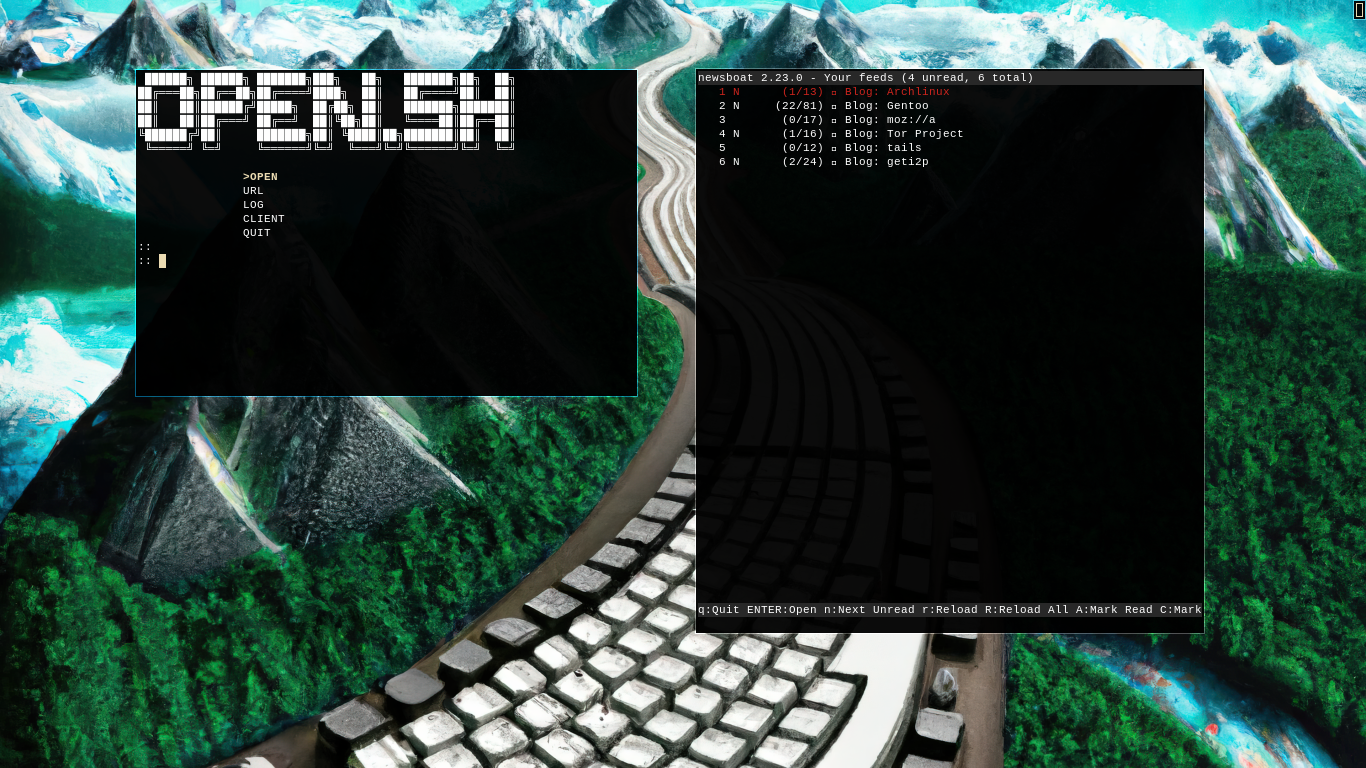 OPEN.SH
>OPEN
URL
LOG
CLIENT
QUIT
::
::
newsboat 2.23.0 - Your feeds (4 unread, 6 total)
1 N (1/13) Blog: Archlinux
2 N (22/81) Blog: Gentoo
3 (0/17) Blog: moz://a
4 N (1/16) Blog: Tor Project
5 (0/12) Blog: tails
6 N (2/24) Blog: geti2p
q:Quit ENTER:Open n:Next Unread r:Reload R:Reload All A:Mark Read C:Mark